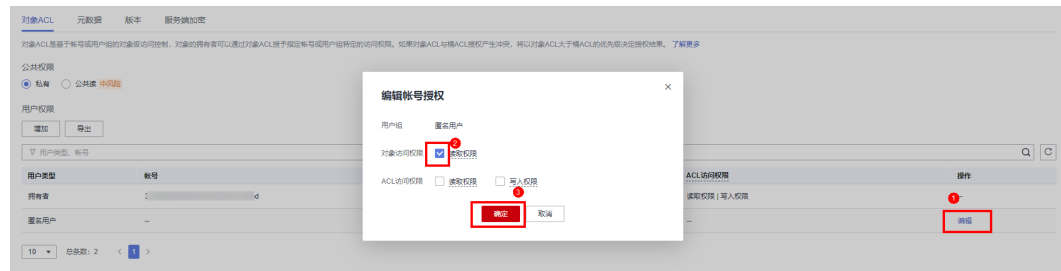 对象ACL 元数据 版本 服务端加密
对象ACL是基于帐号或用户组的对象级访问控制，对象的拥有者可以通过对象ACL授予指定帐号或用户组特定的访问权限。如果对象ACL与桶ACL授权产生冲突，将以对象ACL大于桶ACL的优先级决定授权结果。 了解更多
公共权限
私有 公共读 中风险
用户权限
增加 导出
用户类型、帐号
用户类型 帐号 ACL访问权限 操作
拥有者 3 d 读取权限 | 写入权限 1 --
匿名用户 -- -- 编辑
10 总条数: 2 < 1 >
编辑帐号授权 ×
用户组 匿名用户
2
对象访问权限 读取权限
ACL访问权限 读取权限 写入权限
3
确定 取消